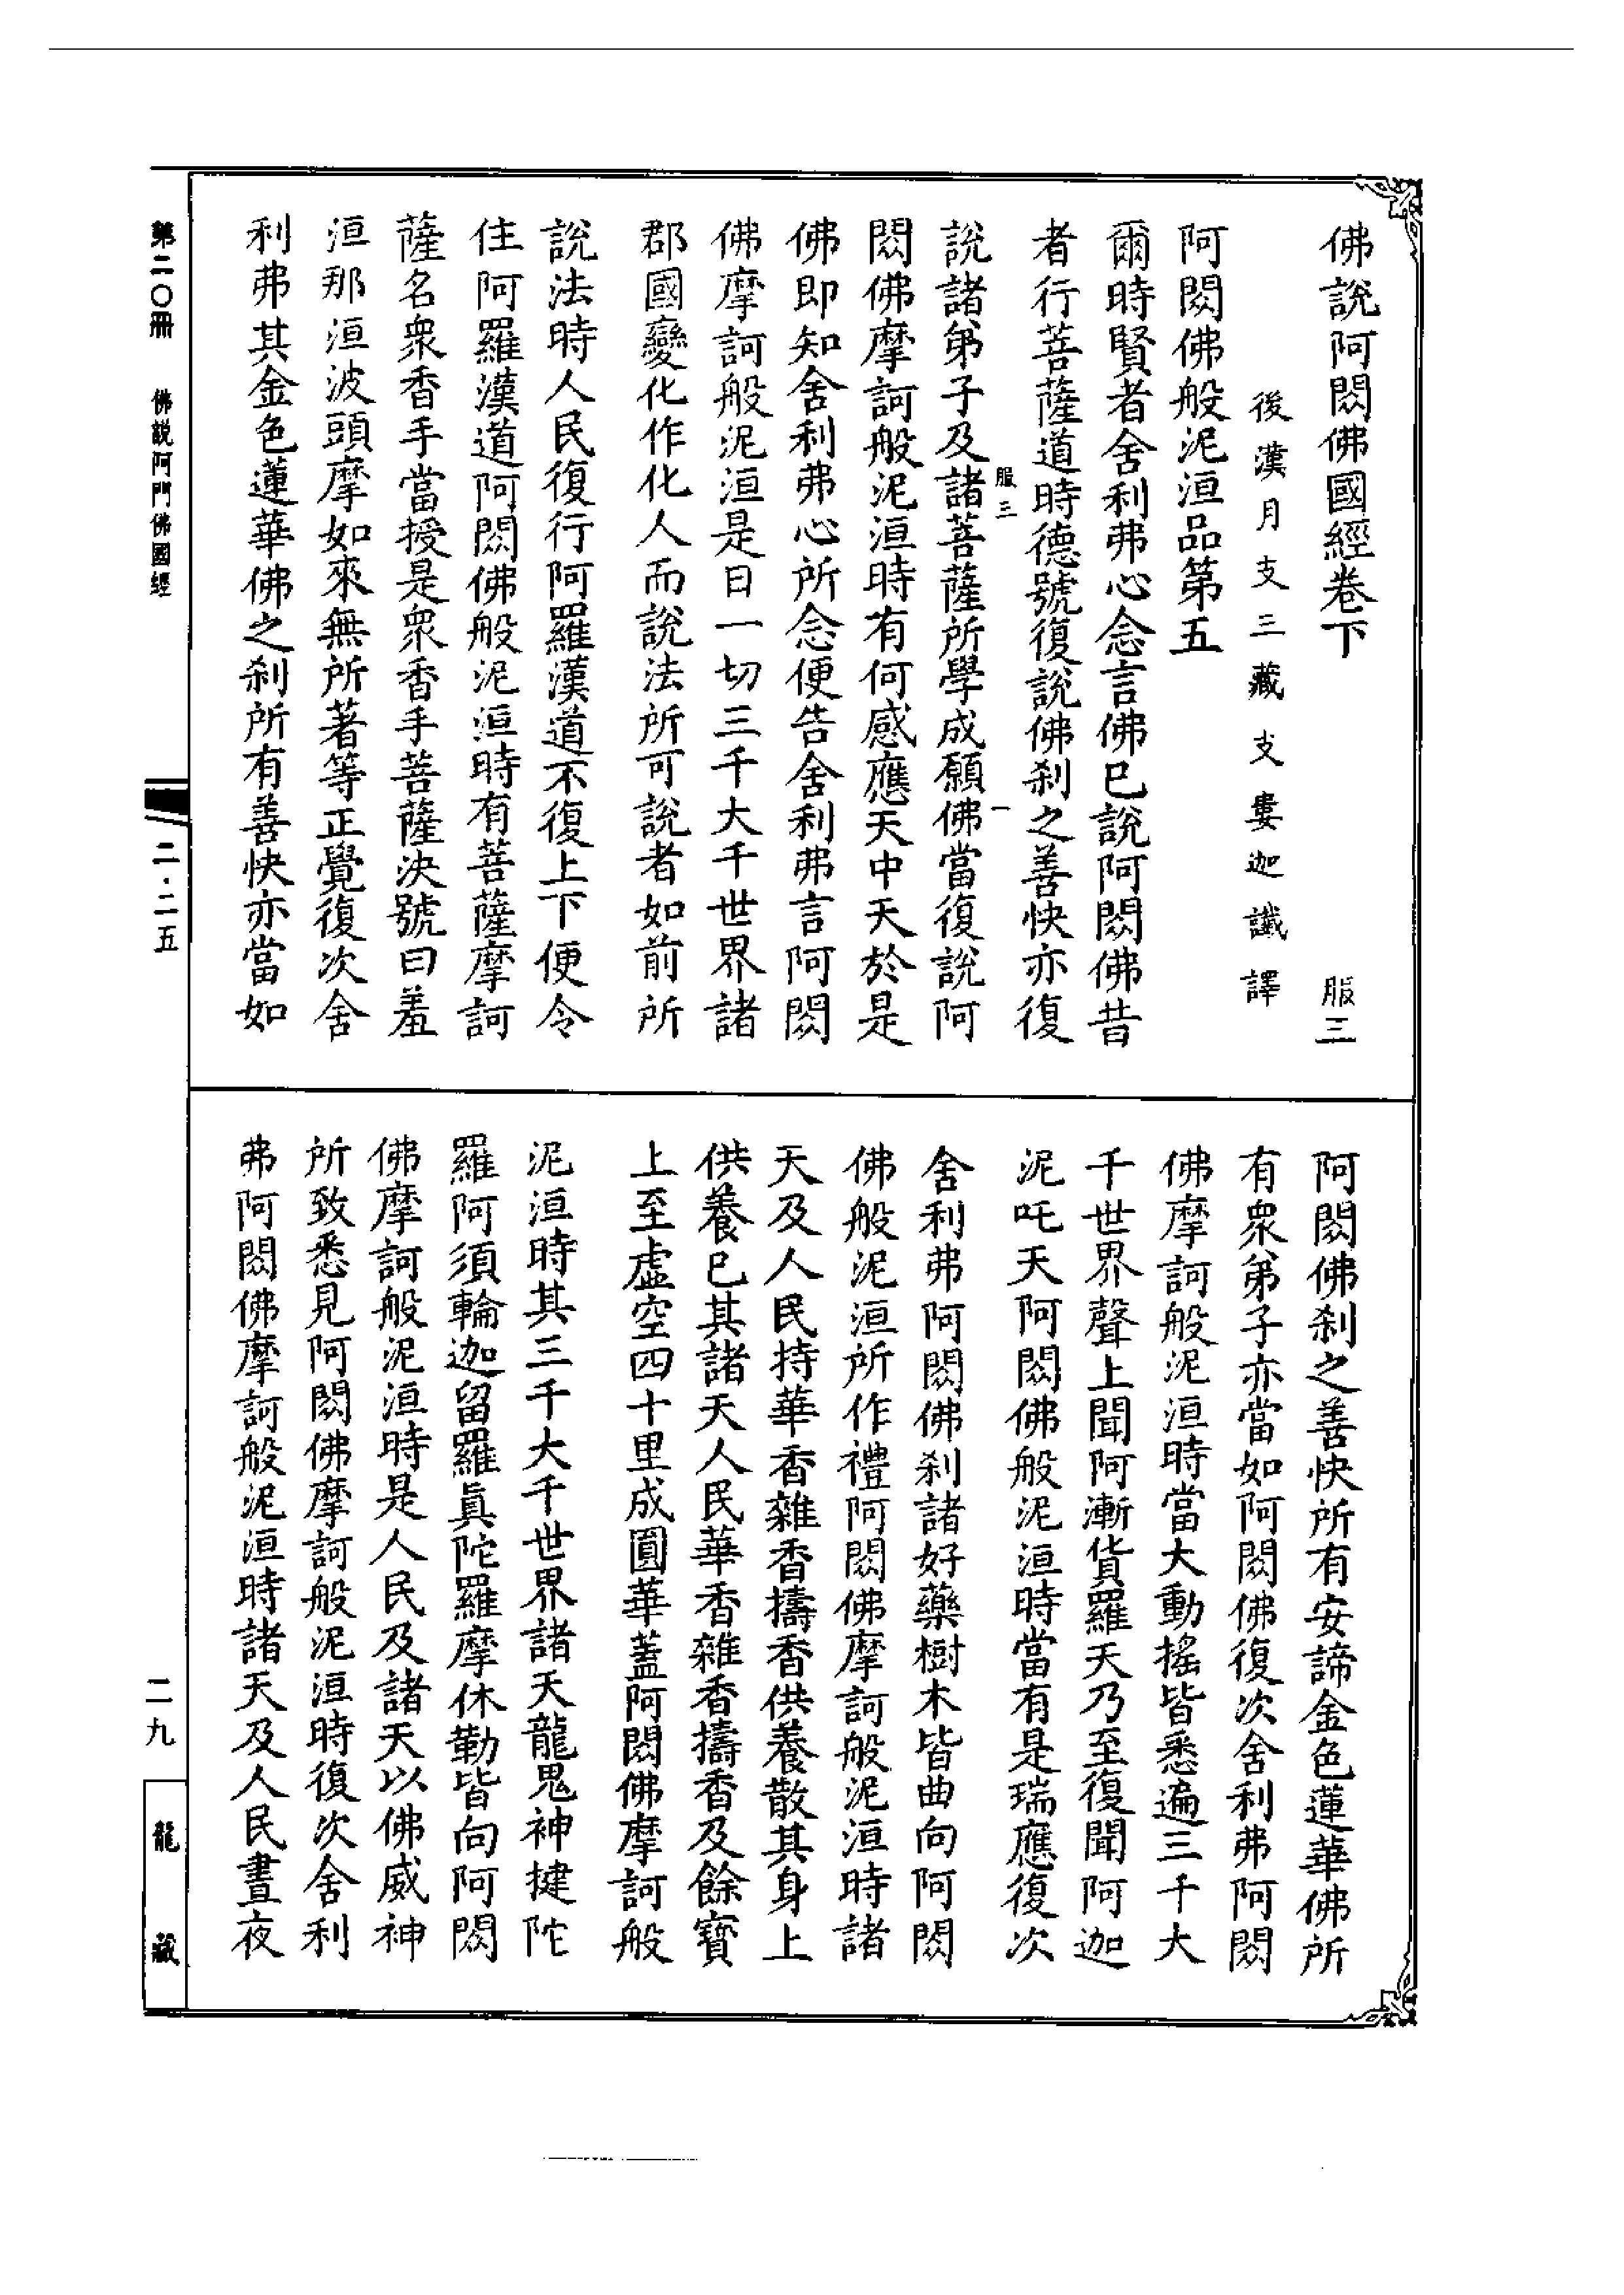 佛說阿閦佛國經卷下 服三
後漢月支三藏支婁迦讖譯
阿閦佛般泥洹品第五
爾時賢者舍利弗心念言佛已說阿閦佛昔
者行菩薩道時德號復說佛剎之善快亦復
服三 一
說諸弟子及諸菩薩所學成願佛當復說阿
閦佛摩訶般泥洹時有何感應天中天於是
佛即知舍利弗心所念便告舍利弗言阿閦
佛摩訶般泥洹是日一切三千大千世界諸
郡國變化作化人而說法所可說者如前所
說法時人民復行阿羅漢道不復上下便令
住阿羅漢道阿閦佛般泥洹時有菩薩摩訶
薩名眾香手當授是眾香手菩薩決號曰羞
洹那洹波頭摩如來無所著等正覺復次舍
利弗其金色蓮華佛之剎所有善快亦當如
阿閦佛剎之善快所有安諦金色蓮華佛所
有眾弟子亦當如阿閦佛復次舍利弗阿閦
佛摩訶般泥洹時當大動搖皆悉遍三千大
千世界聲上聞阿漸貨羅天乃至復聞阿迦
泥吒天阿閦佛般泥洹時當有是瑞應復次
舍利弗阿閦佛剎諸好藥樹木皆曲向阿閦
佛般泥洹所作禮阿閦佛摩訶般泥洹時諸
天及人民持華香雜香擣香供養散其身上
供養已其諸天人民華香雜香擣香及餘寶
上至虛空四十里成圓華蓋阿閦佛摩訶般
泥洹時其三千大千世界諸天龍鬼神揵陀
羅阿須輪迦留羅真陀羅摩休勒皆向阿閦
佛摩訶般泥洹時是人民及諸天以佛威神
所致悉見阿閦佛摩訶般泥洹時復次舍利
弗阿閦佛摩訶般泥洹時諸天及人民晝夜
第二〇冊 佛說阿閦佛國經
二·二五
二九
龍藏